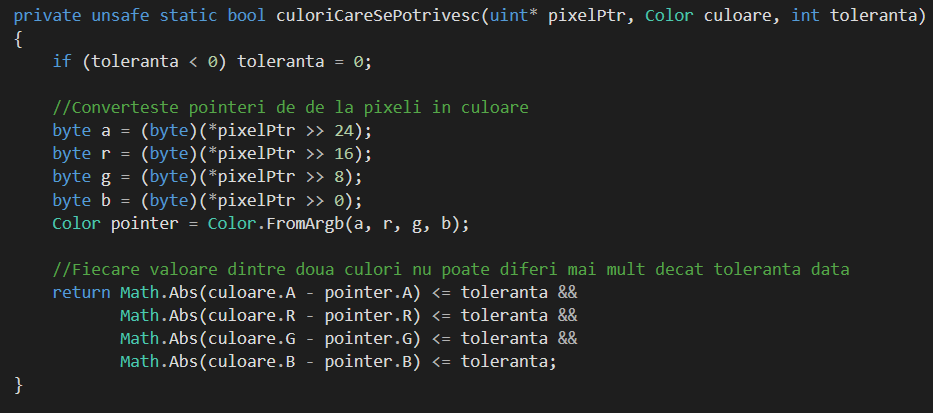 private unsafe static bool culoriCareSePotrivesc(uint* pixelPtr, Color culoare, int toleranta)
{
if (toleranta < 0) toleranta = 0;
//Converteste pointeri de de la pixeli in culoare
byte a = (byte)(*pixelPtr >> 24);
byte r = (byte)(*pixelPtr >> 16);
byte g = (byte)(*pixelPtr >> 8);
byte b = (byte)(*pixelPtr >> 0);
Color pointer = Color.FromArgb(a, r, g, b);
//Fiecare valoare dintre doua culori nu poate diferi mai mult decat toleranta data
return Math.Abs(culoare.A - pointer.A) <= toleranta &&
Math.Abs(culoare.R - pointer.R) <= toleranta &&
Math.Abs(culoare.G - pointer.G) <= toleranta &&
Math.Abs(culoare.B - pointer.B) <= toleranta;
}